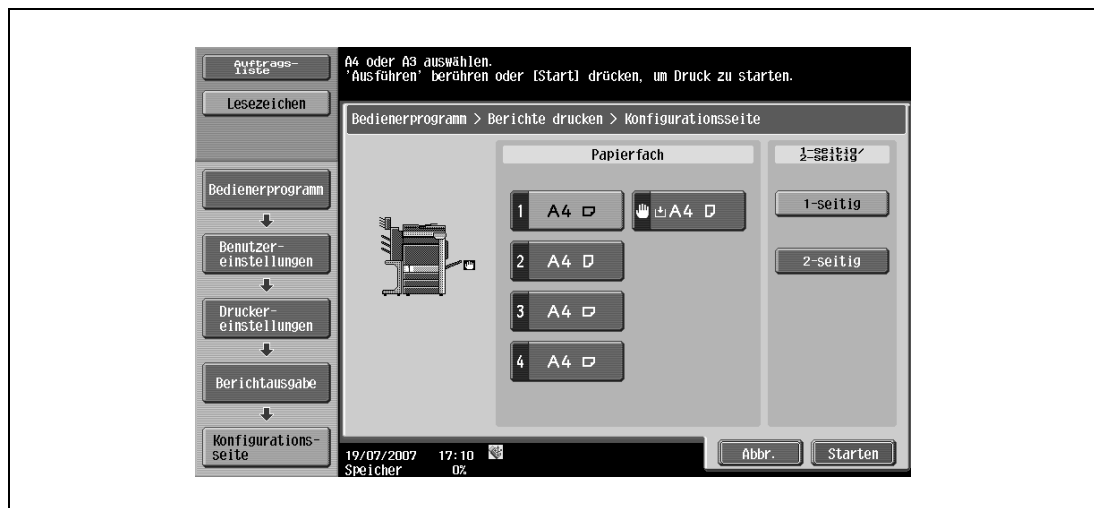 Auftrags-
liste
Lesezeichen
Bedienerprogramm
Benutzer-
einstellungen
Drucker-
einstellungen
Berichtausgabe
Konfigurations-
seite
A4 oder A3 auswählen.
'Ausführen' berühren oder [Start] drücken, um Druck zu starten.
Bedienerprogramm > Berichte drucken > Konfigurationsseite
Papierfach
1 A4
A4
2 A4
3 A4
4 A4
1-seitig/
2-seitig
1-seitig
2-seitig
19/07/2007 17:10
Speicher 0%
Abbr.
Starten